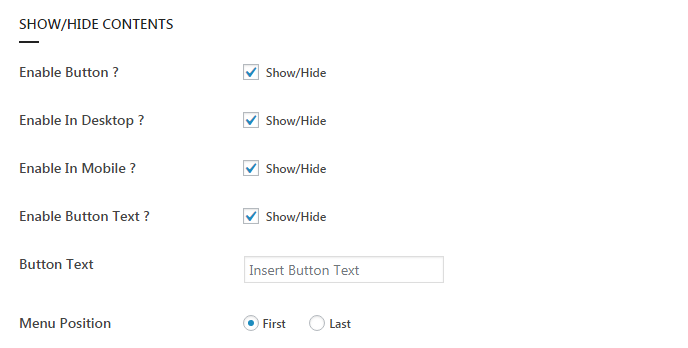 SHOW/HIDE CONTENTS
Enable Button ? Show/Hide
Enable In Desktop ? Show/Hide
Enable In Mobile ? Show/Hide
Enable Button Text ? Show/Hide
Button Text Insert Button Text
Menu Position First Last